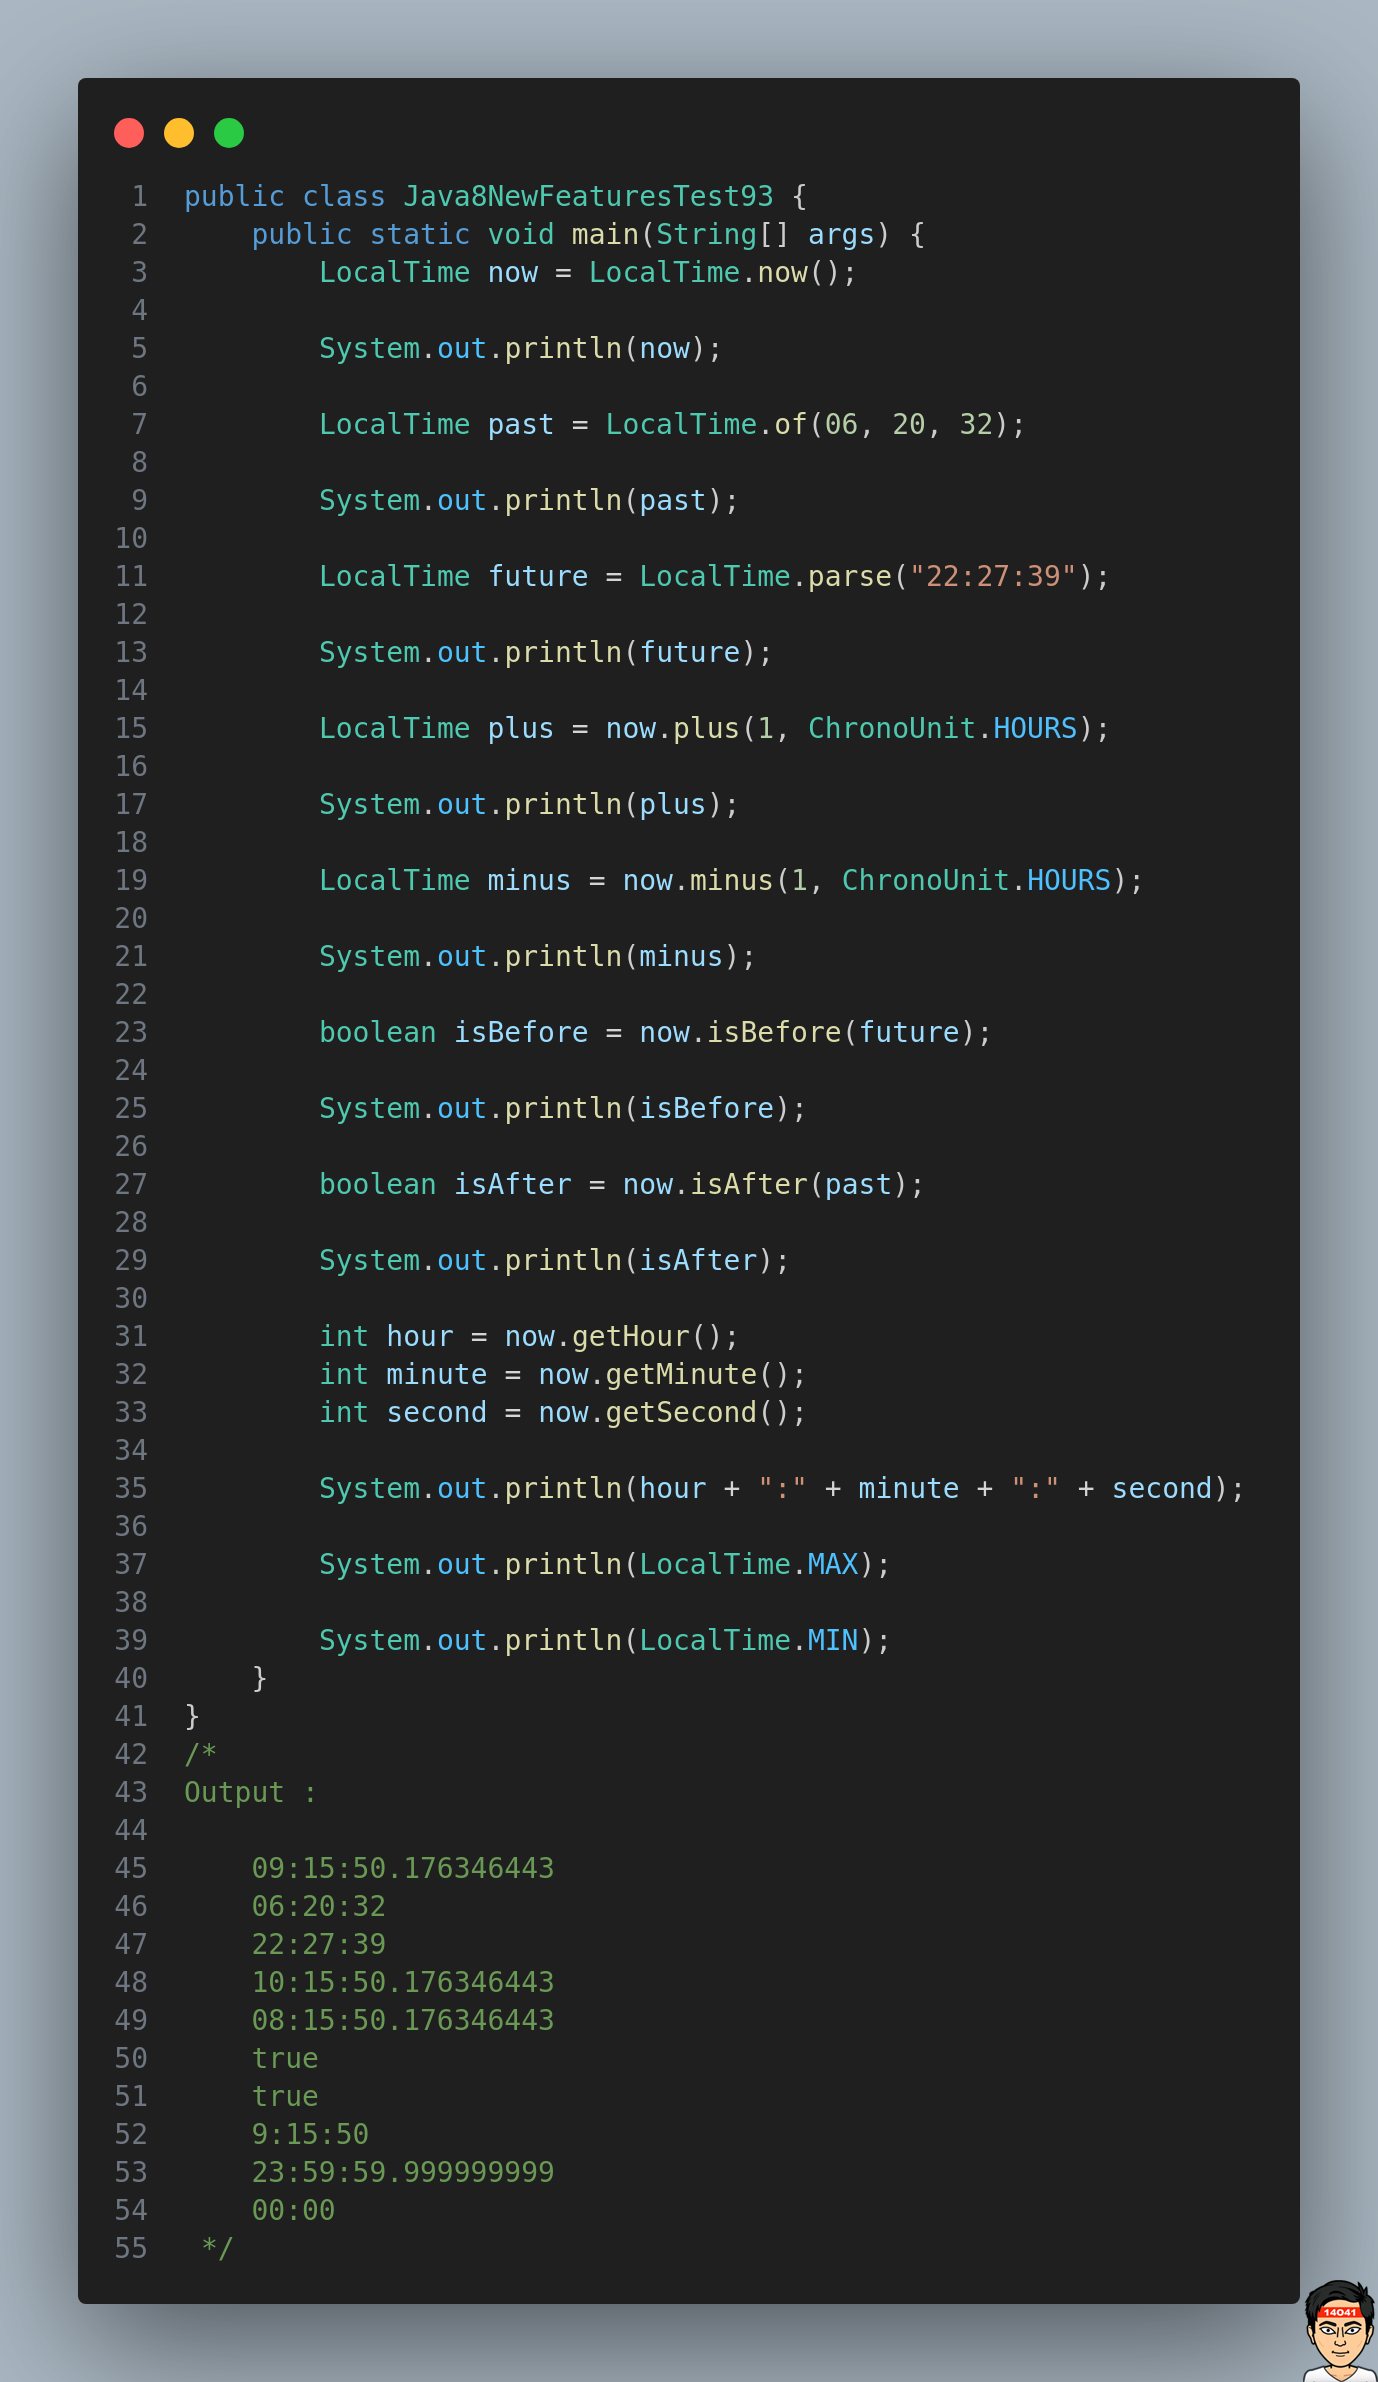 1 public class Java8NewFeaturesTest93 {
2     public static void main(String[] args) {
3         LocalTime now = LocalTime.now();
4
5         System.out.println(now);
6
7         LocalTime past = LocalTime.of(06, 20, 32);
8
9         System.out.println(past);
10
11         LocalTime future = LocalTime.parse("22:27:39");
12
13         System.out.println(future);
14
15         LocalTime plus = now.plus(1, ChronoUnit.HOURS);
16
17         System.out.println(plus);
18
19         LocalTime minus = now.minus(1, ChronoUnit.HOURS);
20
21         System.out.println(minus);
22
23         boolean isBefore = now.isBefore(future);
24
25         System.out.println(isBefore);
26
27         boolean isAfter = now.isAfter(past);
28
29         System.out.println(isAfter);
30
31         int hour = now.getHour();
32         int minute = now.getMinute();
33         int second = now.getSecond();
34
35         System.out.println(hour + ":" + minute + ":" + second);
36
37         System.out.println(LocalTime.MAX);
38
39         System.out.println(LocalTime.MIN);
40     }
41 }
42 /*
43 Output :
44
45     09:15:50.176346443
46     06:20:32
47     22:27:39
48     10:15:50.176346443
49     08:15:50.176346443
50     true
51     true
52     9:15:50
53     23:59:59.999999999
54     00:00
55  */
14041